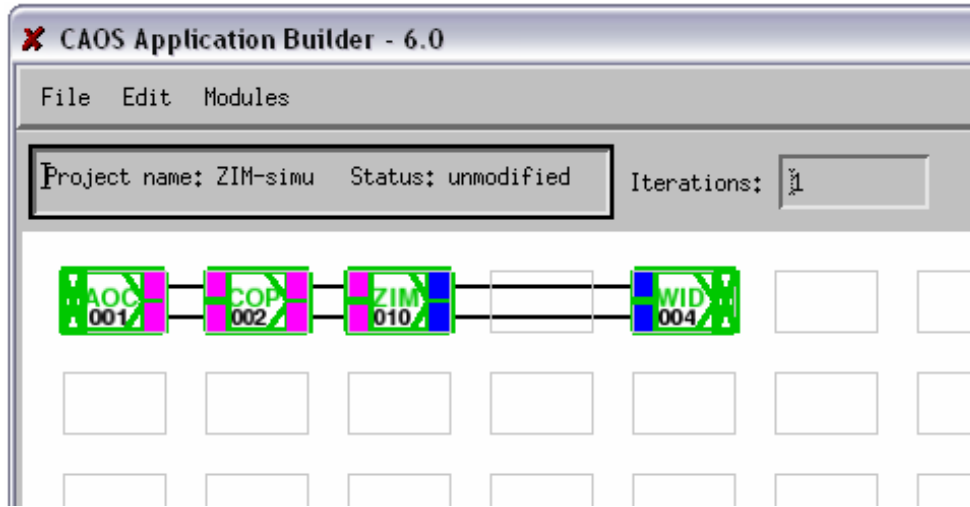 CAOS Application Builder - 6.0
File Edit Modules
Project name: ZIM-simu Status: unmodified Iterations: 1
AOC COP ZIM WID
001 002 010 004